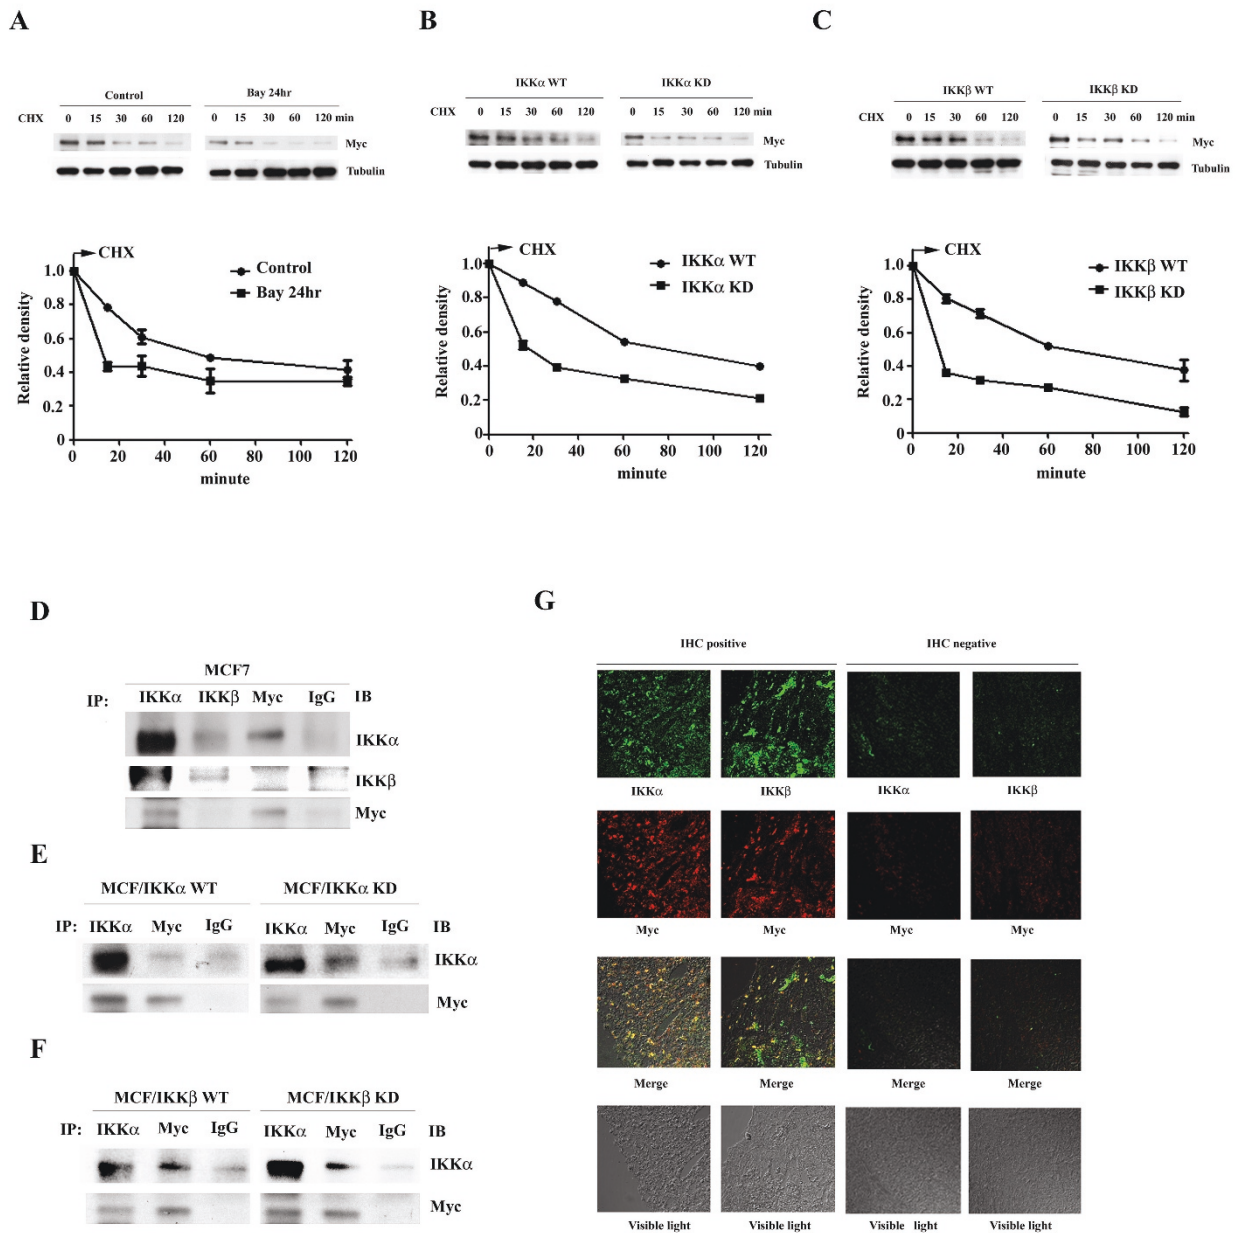 A
Control Bay 24hr
CHX 0 15 30 60 120 0 15 30 60 120 min
Myc
Tubulin
CHX
Control
Bay 24hr
Relative density
1.0
0.8
0.6
0.4
0.2
0
0 20 40 60 80 100 120
minute
B
IKKα WT IKKα KD
CHX 0 15 30 60 120 0 15 30 60 120 min
Myc
Tubulin
CHX
IKKα WT
IKKα KD
Relative density
1.0
0.8
0.6
0.4
0.2
0.0
0 20 40 60 80 100 120
minute
C
IKKβ WT IKKβ KD
CHX 0 15 30 60 120 0 15 30 60 120 min
Myc
Tubulin
CHX
IKKβ WT
IKKβ KD
Relative density
1.0
0.8
0.6
0.4
0.2
0
0 20 40 60 80 100 120
minute
D
MCF7
IP: IKKα IKKβ Myc IgG IB
IKKα
IKKβ
Myc
E
MCF/IKKα WT MCF/IKKα KD
IP: IKKα Myc IgG IKKα Myc IgG IB
IKKα
Myc
F
MCF/IKKβ WT MCF/IKKβ KD
IP: IKKα Myc IgG IKKα Myc IgG IB
IKKα
Myc
G
IHC positive IHC negative
IKKα IKKβ IKKα IKKβ
Myc Myc Myc Myc
Merge Merge Merge Merge
Visible light Visible light Visible light Visible light